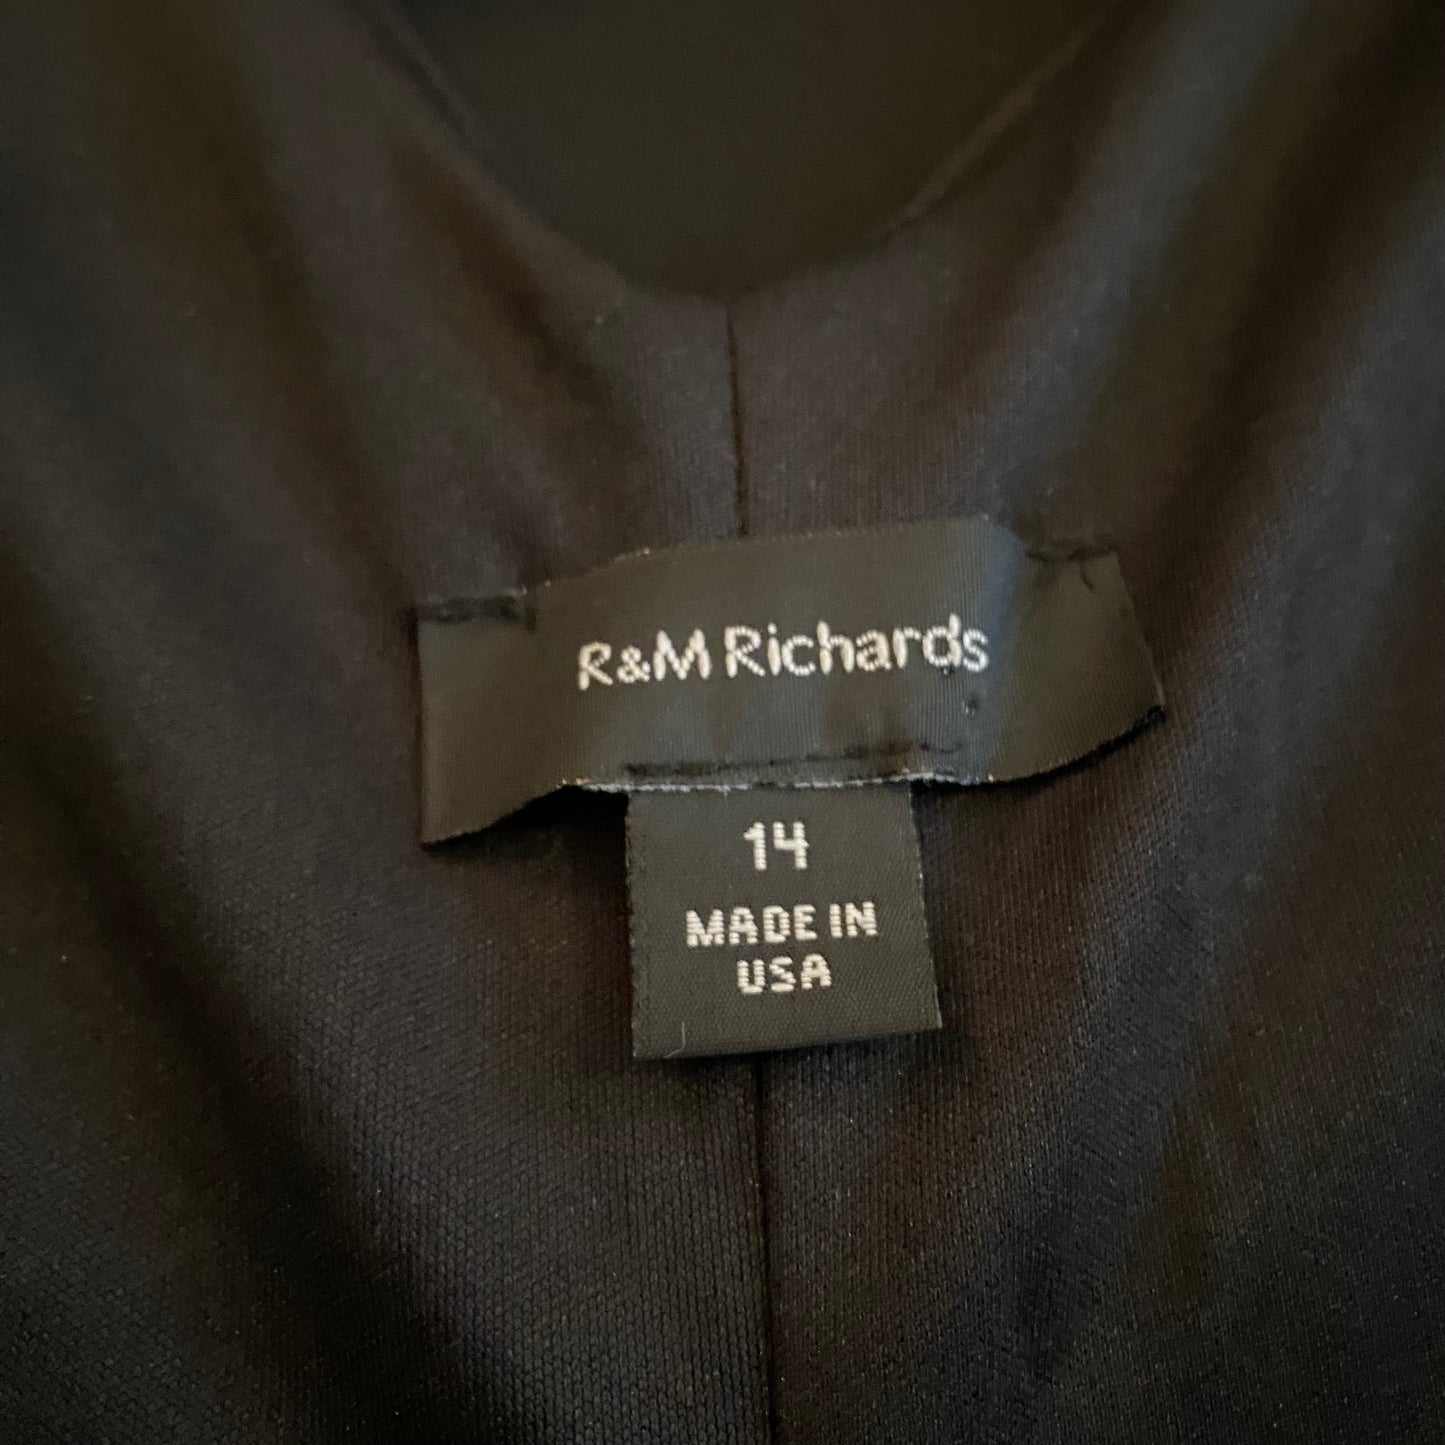 R&M Richards
14
MADE IN
USA